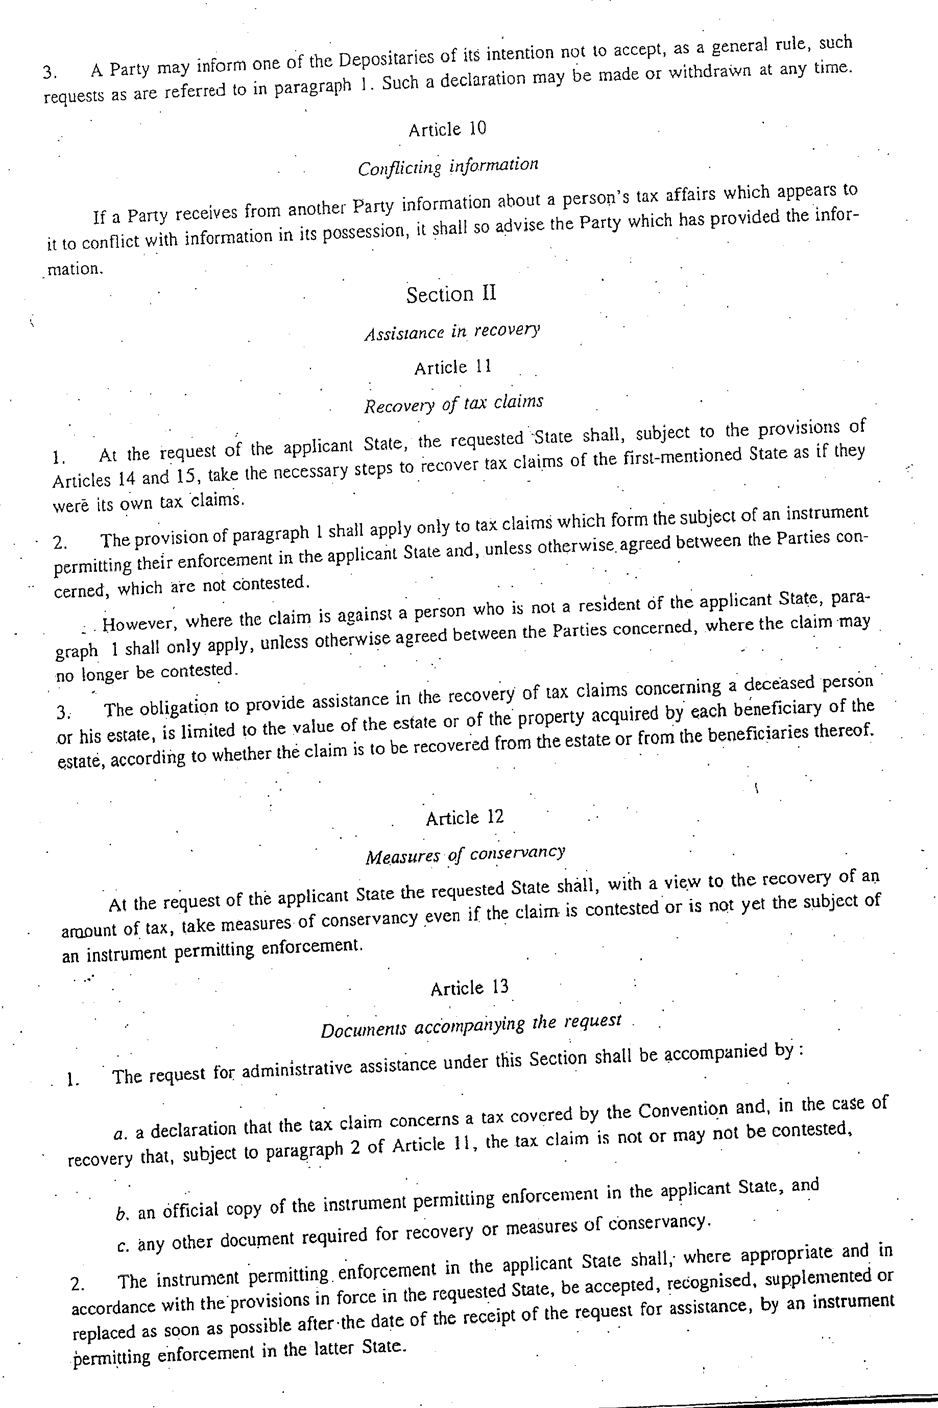 3. A Party may inform one of the Depositaries of its intention not to accept, as a general rule, such
requests as are referred to in paragraph 1. Such a declaration may be made or withdrawn at any time.
Article 10
Conflicting information
If a Party receives from another Party information about a person's tax affairs which appears to
it to conflict with information in its possession, it shall so advise the Party which has provided the infor-
mation.
Section II
Assistance in recovery
Article 11
Recovery of tax claims
1. At the request of the applicant State, the requested State shall, subject to the provisions of
Articles 14 and 15, take the necessary steps to recover tax claims of the first-mentioned State as if they
were its own tax claims.
2. The provision of paragraph 1 shall apply only to tax claims which form the subject of an instrument
permitting their enforcement in the applicant State and, unless otherwise agreed between the Parties con-
cerned, which are not contested.
However, where the claim is against a person who is not a resident of the applicant State, para-
graph 1 shall only apply, unless otherwise agreed between the Parties concerned, where the claim may
no longer be contested.
3. The obligation to provide assistance in the recovery of tax claims concerning a deceased person
or his estate, is limited to the value of the estate or of the property acquired by each beneficiary of the
estate, according to whether the claim is to be recovered from the estate or from the beneficiaries thereof.
Article 12
Measures of conservancy
At the request of the applicant State the requested State shall, with a view to the recovery of an
amount of tax, take measures of conservancy even if the claim is contested or is not yet the subject of
an instrument permitting enforcement.
Article 13
Documents accompanying the request
1. The request for administrative assistance under this Section shall be accompanied by :
a. a declaration that the tax claim concerns a tax covered by the Convention and, in the case of
recovery that, subject to paragraph 2 of Article 11, the tax claim is not or may not be contested,
b. an official copy of the instrument permitting enforcement in the applicant State, and
c. any other document required for recovery or measures of conservancy.
2. The instrument permitting enforcement in the applicant State shall, where appropriate and in
accordance with the provisions in force in the requested State, be accepted, recognised, supplemented or
replaced as soon as possible after the date of the receipt of the request for assistance, by an instrument
permitting enforcement in the latter State.